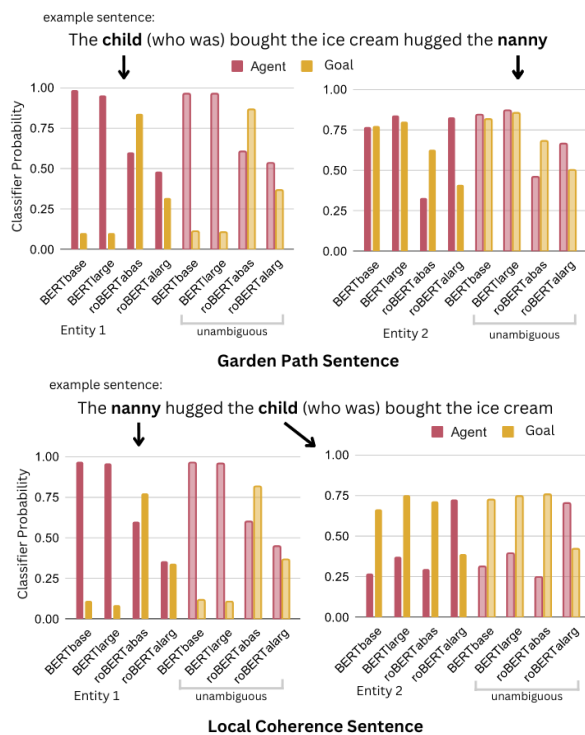 example sentence:
The child (who was) bought the ice cream hugged the nanny
Agent Goal
Classifier Probability
1.00
0.75
0.50
0.25
0.00
BERTbase
BERTlarge
roBERTabas
roBERTalarg
BERTbase
BERTlarge
roBERTabas
roBERTalarg
Entity 1
unambiguous
1.00
0.75
0.50
0.25
0.00
BERTbase
BERTlarge
roBERTabas
roBERTalarg
BERTbase
BERTlarge
roBERTabas
roBERTalarg
Entity 2
unambiguous
Garden Path Sentence
example sentence:
The nanny hugged the child (who was) bought the ice cream
Agent Goal
Classifier Probability
1.00
0.75
0.50
0.25
0.00
BERTbase
BERTlarge
roBERTabas
roBERTalarg
BERTbase
BERTlarge
roBERTabas
roBERTalarg
Entity 1
unambiguous
1.00
0.75
0.50
0.25
0.00
BERTbase
BERTlarge
roBERTabas
roBERTalarg
BERTbase
BERTlarge
roBERTabas
roBERTalarg
Entity 2
unambiguous
Local Coherence Sentence